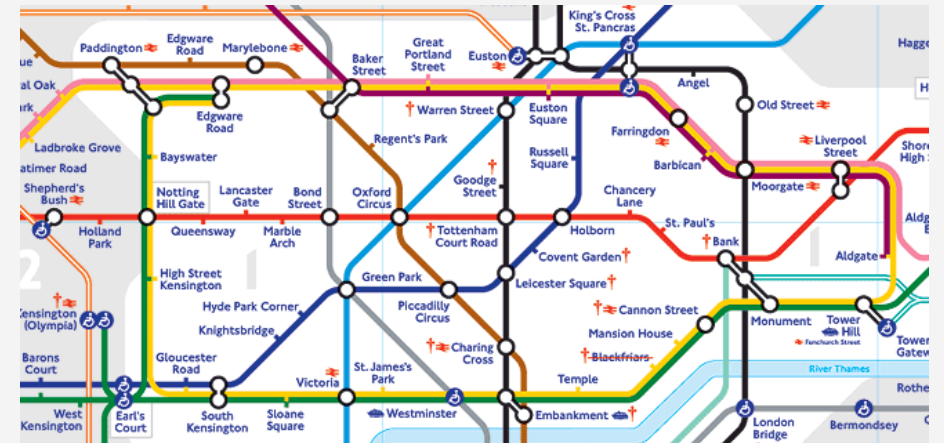 King's Cross
St. Pancras
Edgware
Road
Paddington
Marylebone
Great
Portland
Street
Baker
Street
Euston
Angel
al Oak
Edgware
Road
† Warren Street
Euston
Square
Old Street
Farringdon
Liverpool
Street
Ladbroke Grove
Regent's Park
Russell
Square
Barbican
atimer Road
Bayswater
Moorgate
Shepherd's
Bush
Notting
Hill Gate
Lancaster
Gate
Bond
Street
Oxford
Circus
†
Goodge
Street
Chancery
Lane
Holland
Park
Queensway
Marble
Arch
† Tottenham
Court Road
Holborn
St. Paul's
† Bank
Covent Garden †
Aldgate
2
1
1
High Street
Kensington
Green Park
Leicester Square †
Hyde Park Corner
Piccadilly
Circus
† Cannon Street
Monument
Tower
Hill
Fenchurch Street
Kensington
(Olympia)
†
Knightsbridge
Mansion House
Tower
Gatew
Barons
Court
Gloucester
Road
† Charing
Cross
† Blackfriars
River Thames
Victoria
St. James's
Park
Temple
West
Kensington
Earl's
Court
South
Kensington
Sloane
Square
Westminster
Embankment †
London
Bridge
Bermondsey
Rothe